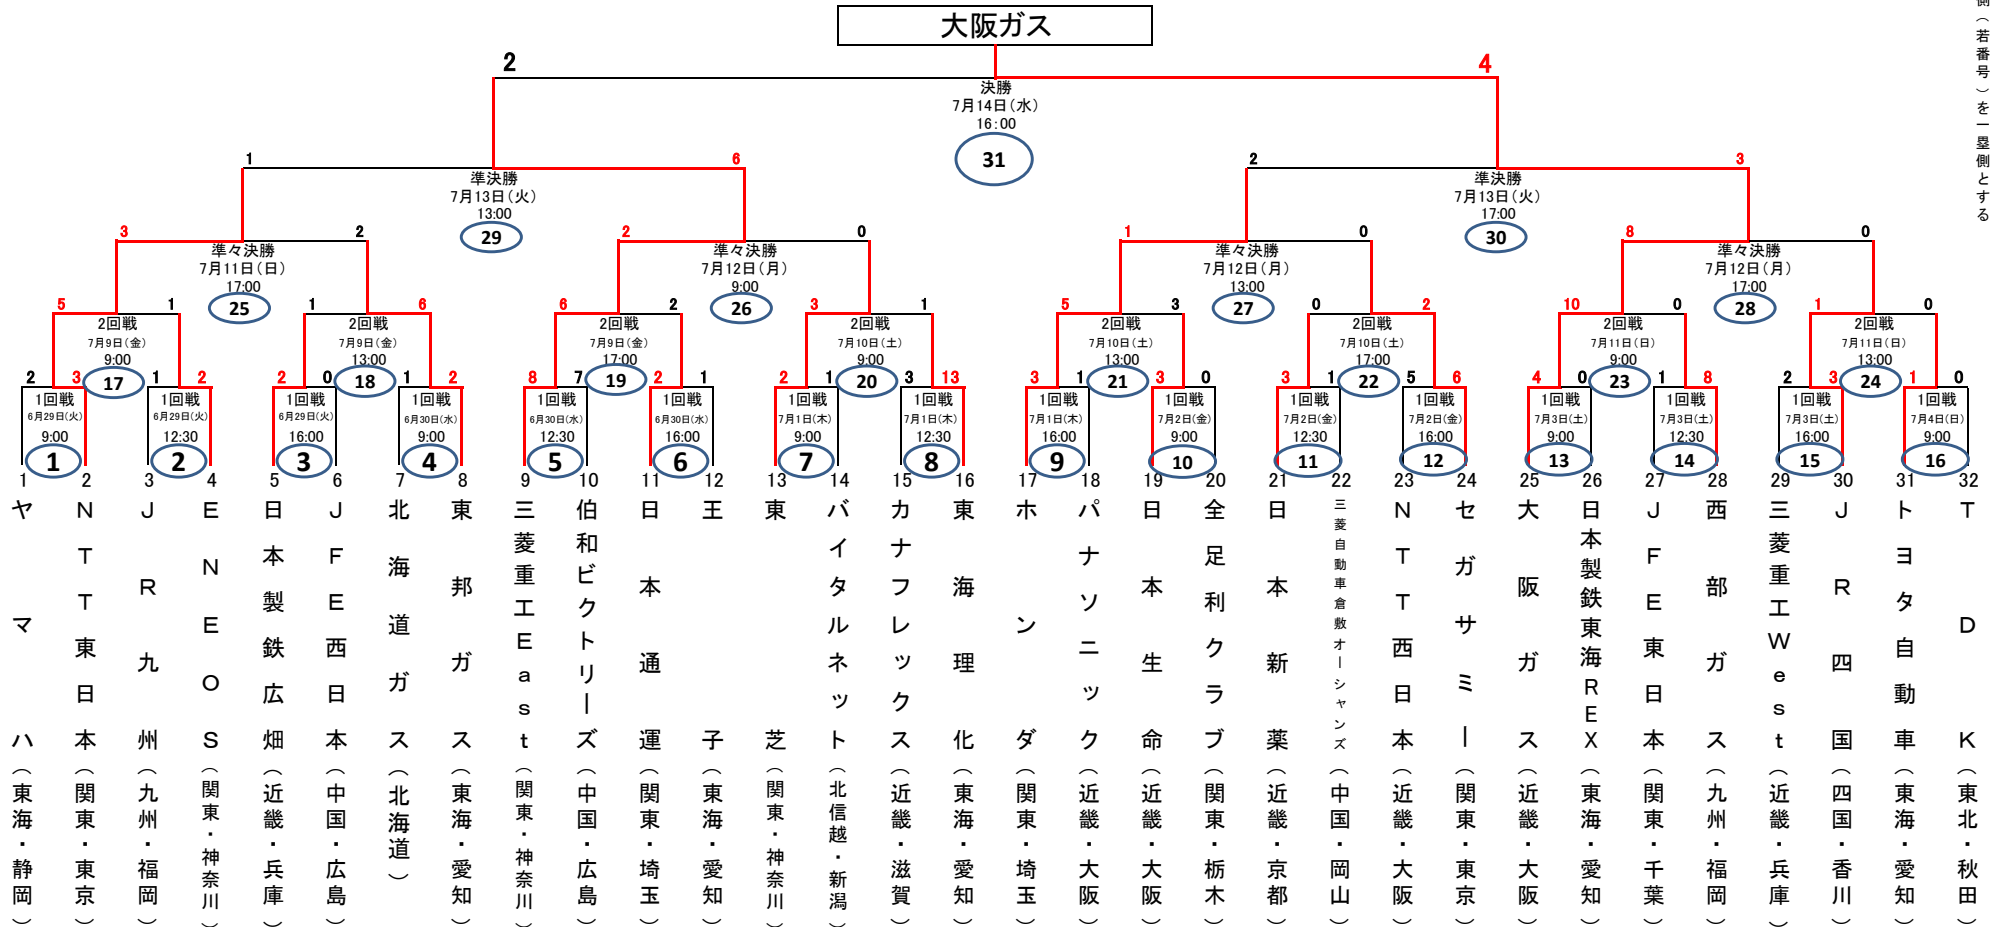 大阪ガス
側（若番号）を一塁側とする
2
4
決勝
7月14日(水)
16:00
31
1
6
2
3
準決勝
7月13日(火)
13:00
29
準決勝
7月13日(火)
17:00
30
3
2
2
0
1
0
8
0
準々決勝
7月11日(日)
17:00
25
準々決勝
7月12日(月)
9:00
26
準々決勝
7月12日(月)
13:00
27
準々決勝
7月12日(月)
17:00
28
5
1
1
6
6
2
3
1
5
3
0
2
10
0
1
0
2回戦
7月9日(金)
9:00
17
2回戦
7月9日(金)
13:00
18
2回戦
7月9日(金)
17:00
19
2回戦
7月10日(土)
9:00
20
2回戦
7月10日(土)
13:00
21
2回戦
7月10日(土)
17:00
22
2回戦
7月11日(日)
9:00
23
2回戦
7月11日(日)
13:00
24
2
3
1
2
2
0
1
2
8
7
2
1
2
1
3
13
3
1
3
0
3
1
5
6
4
0
1
8
2
3
1
0
1回戦
6月29日(火)
9:00
1
1回戦
6月29日(火)
12:30
2
1回戦
6月29日(火)
16:00
3
1回戦
6月30日(水)
9:00
4
1回戦
6月30日(水)
12:30
5
1回戦
6月30日(水)
16:00
6
1回戦
7月1日(木)
9:00
7
1回戦
7月1日(木)
12:30
8
1回戦
7月1日(木)
16:00
9
1回戦
7月2日(金)
9:00
10
1回戦
7月2日(金)
12:30
11
1回戦
7月2日(金)
16:00
12
1回戦
7月3日(土)
9:00
13
1回戦
7月3日(土)
12:30
14
1回戦
7月3日(土)
16:00
15
1回戦
7月4日(日)
9:00
16
1
ヤマハ（東海・静岡）
2
NTT東日本（関東・東京）
3
JR九州（九州・福岡）
4
ENEOS（関東・神奈川）
5
日本製鉄広畑（近畿・兵庫）
6
JFE西日本（中国・広島）
7
北海道ガス（北海道）
8
東邦ガス（東海・愛知）
9
三菱重工East（関東・神奈川）
10
伯和ビクトリーズ（中国・広島）
11
日本通運（関東・埼玉）
12
王子（東海・愛知）
13
東芝（関東・神奈川）
14
バイタルネット（北信越・新潟）
15
カナフレックス（近畿・滋賀）
16
東海理化（東海・愛知）
17
ホンダ（関東・埼玉）
18
パナソニック（近畿・大阪）
19
日本生命（近畿・大阪）
20
全足利クラブ（関東・栃木）
21
日本新薬（近畿・京都）
22
三菱自動車倉敷オーシャンズ（中国・岡山）
23
NTT西日本（近畿・大阪）
24
セガサミー（関東・東京）
25
大阪ガス（近畿・大阪）
26
日本製鉄東海REX（東海・愛知）
27
JFE東日本（関東・千葉）
28
西部ガス（九州・福岡）
29
三菱重工West（近畿・兵庫）
30
JR四国（四国・香川）
31
トヨタ自動車（東海・愛知）
32
TDK（東北・秋田）